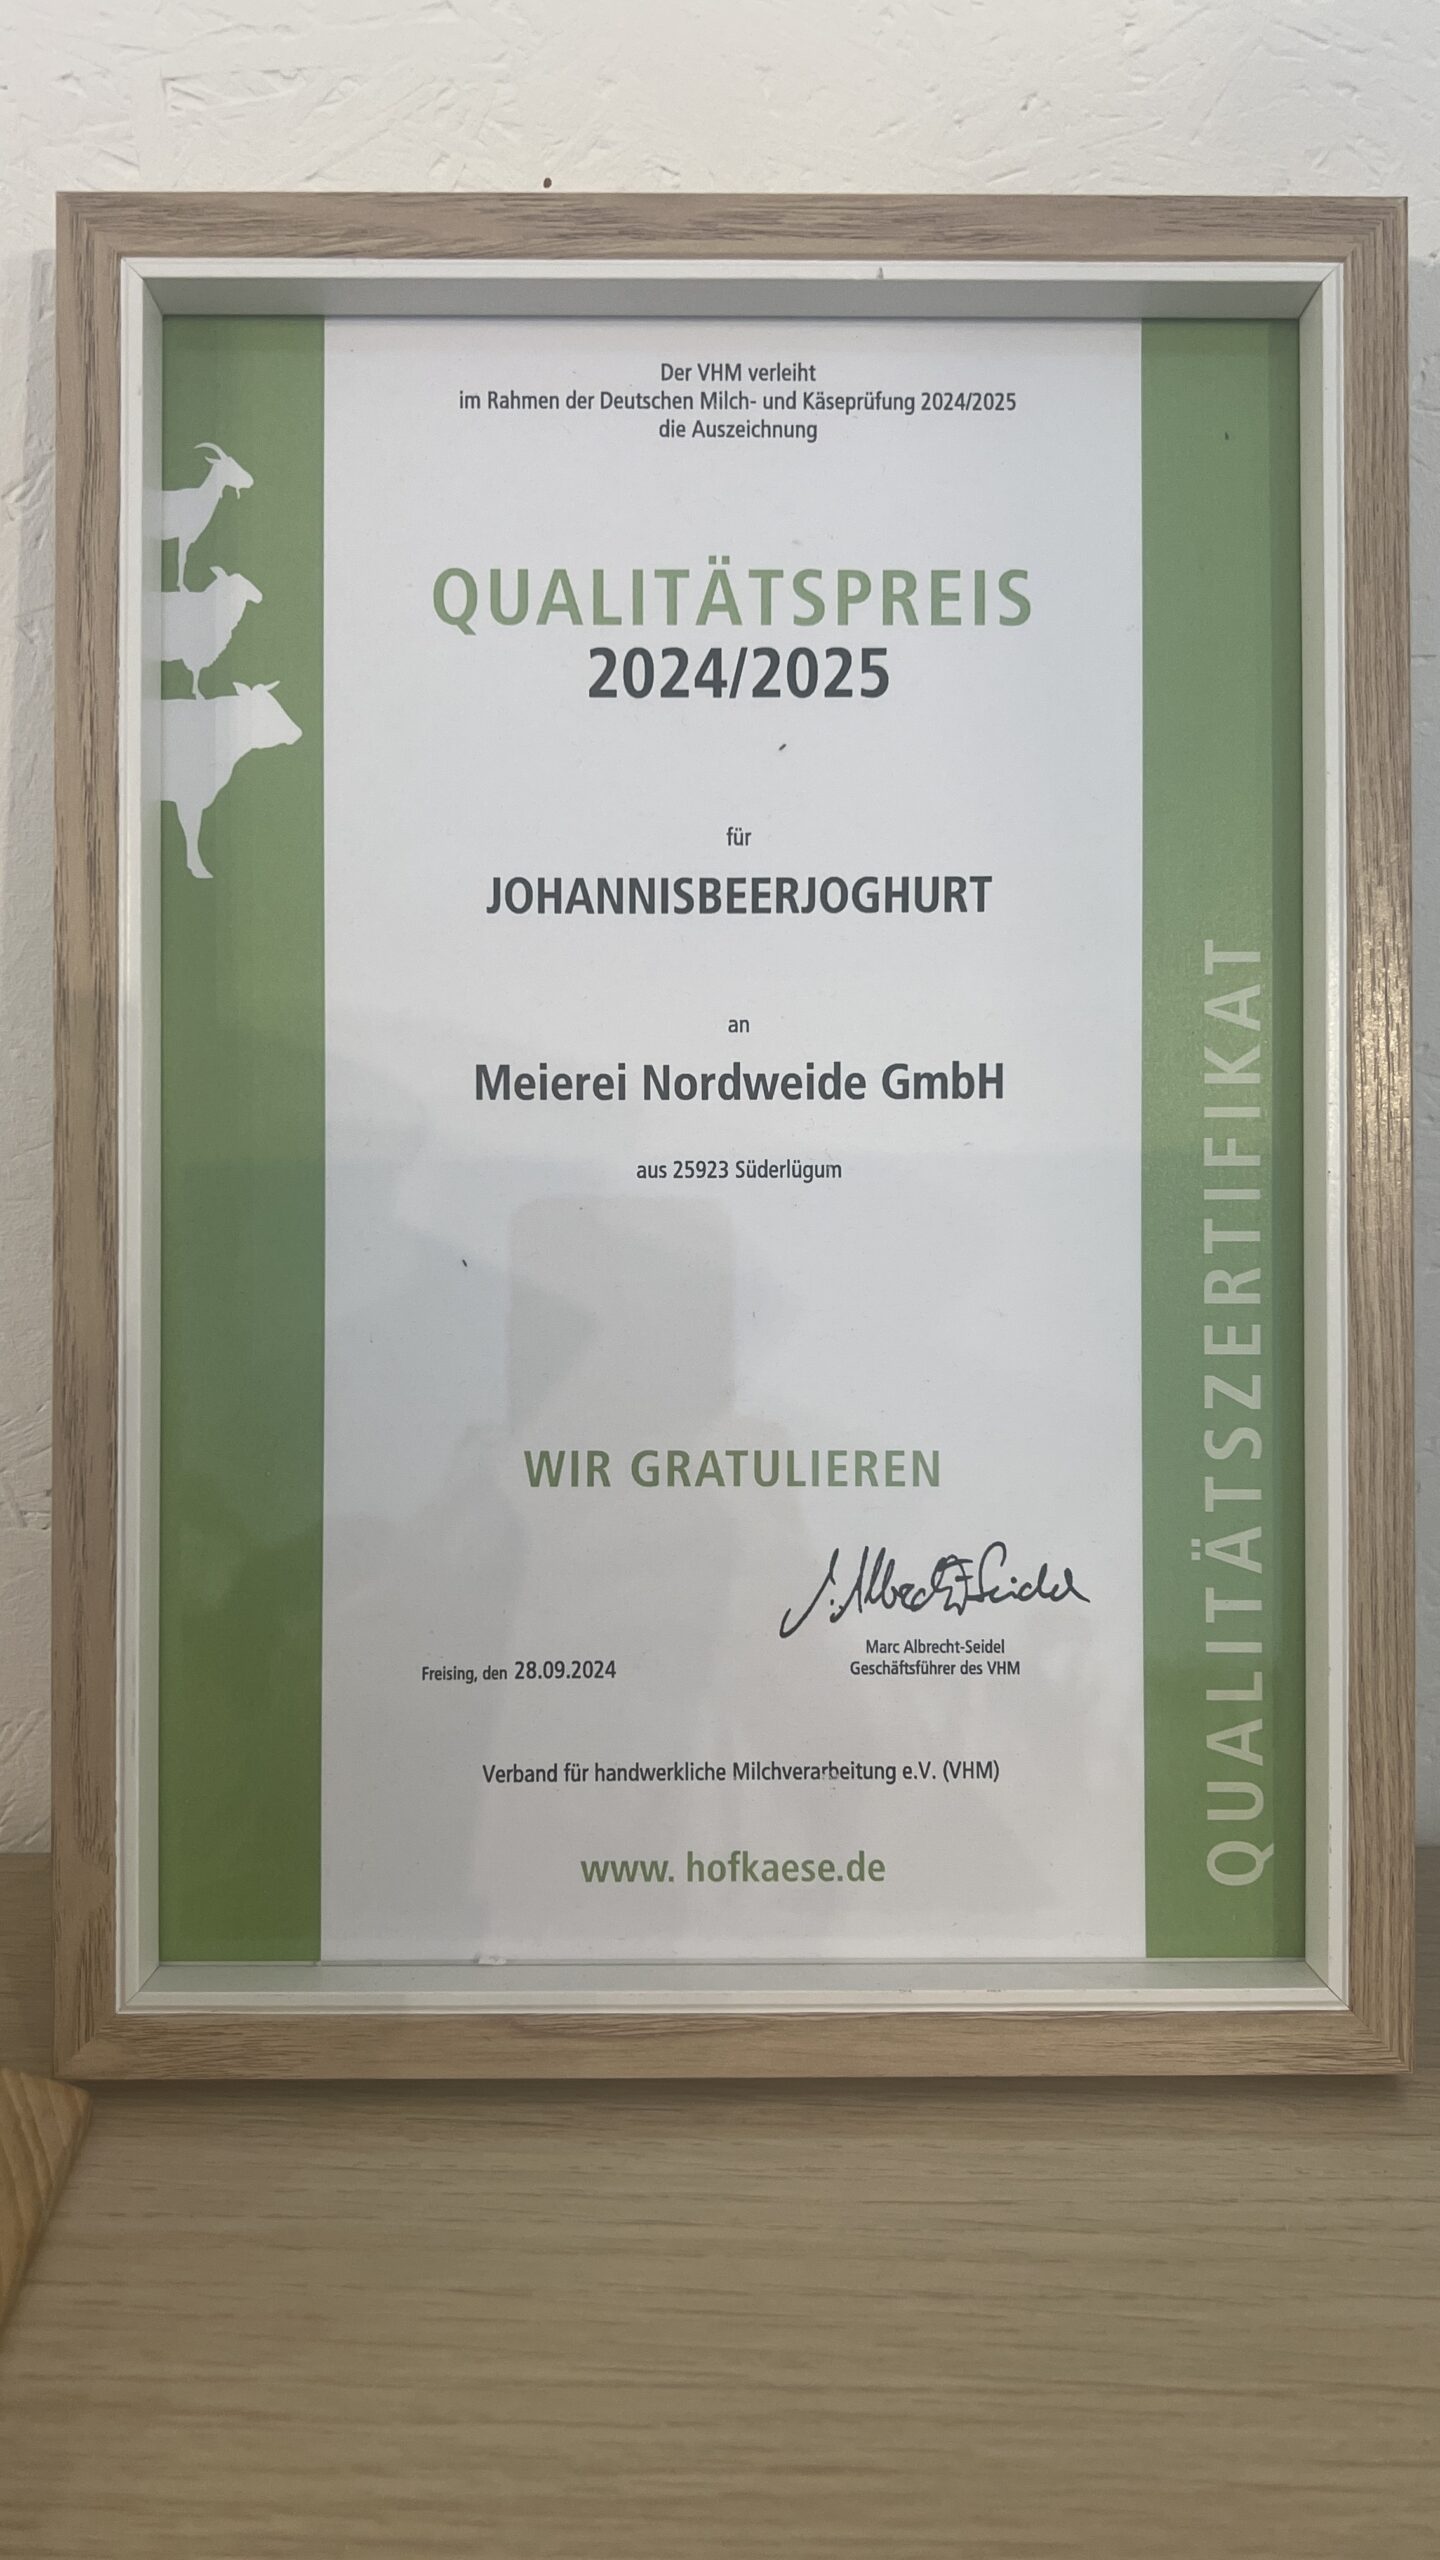 Der VHM verleiht
im Rahmen der Deutschen Milch- und Käseprüfung 2024/2025
die Auszeichnung
QUALITÄTSPREIS
2024/2025
für
JOHANNISBEERJOGHURT
an
Meierei Nordweide GmbH
aus 25923 Süderlügum
WIR GRATULIEREN
M. Albrecht-Seidel
Marc Albrecht-Seidel
Geschäftsführer des VHM
Freising, den 28.09.2024
Verband für handwerkliche Milchverarbeitung e.V. (VHM)
www. hofkaese.de
QUALITÄTSZERTIFIKAT